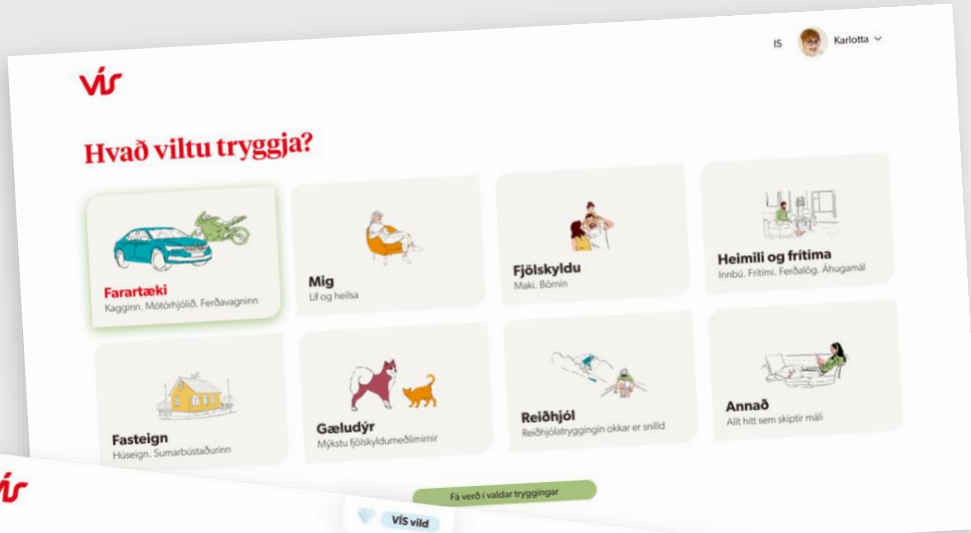 vís
IS
Karlotta
Hvað viltu tryggja?
Farartæki
Kagginn. Mótórhjólið. Ferðavagninn
Mig
Líf og heilsa
Fjölskyldu
Maki. Börnin
Heimili og frítíma
Innbú. Frítími. Ferðalög. Áhugamál
Fasteign
Húseign. Sumarbústaðurinn
Gæludýr
Mýkstu fjölskyldumeðlimirnir
Reiðhjól
Reiðhjólatryggingin okkar er snilld
Annað
Allt hitt sem skiptir máli
Fá verð í valdar tryggingar
VÍS vild